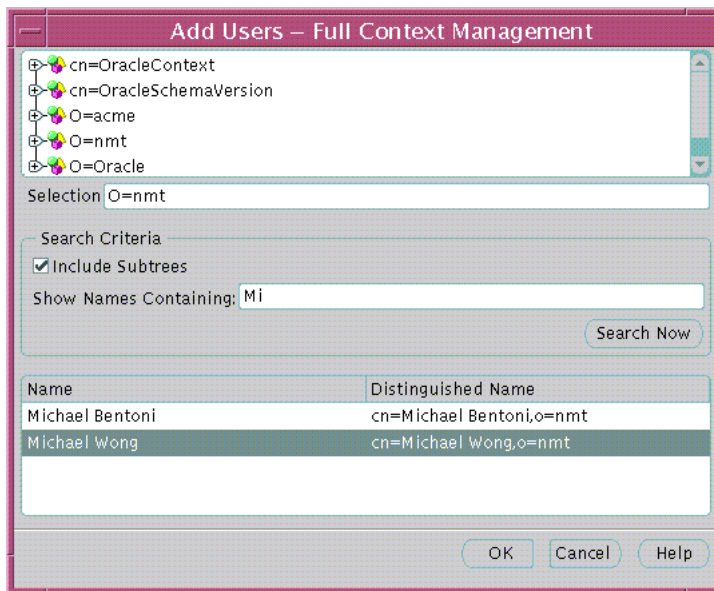 Add Users – Full Context Management
cn=OracleContext
cn=OracleSchemaVersion
O=acme
O=nmt
O=Oracle
Selection O=nmt
Search Criteria
Include Subtrees
Show Names Containing: Mi
Search Now
Name Distinguished Name
Michael Bentoni cn=Michael Bentoni,o=nmt
Michael Wong cn=Michael Wong,o=nmt
OK Cancel Help